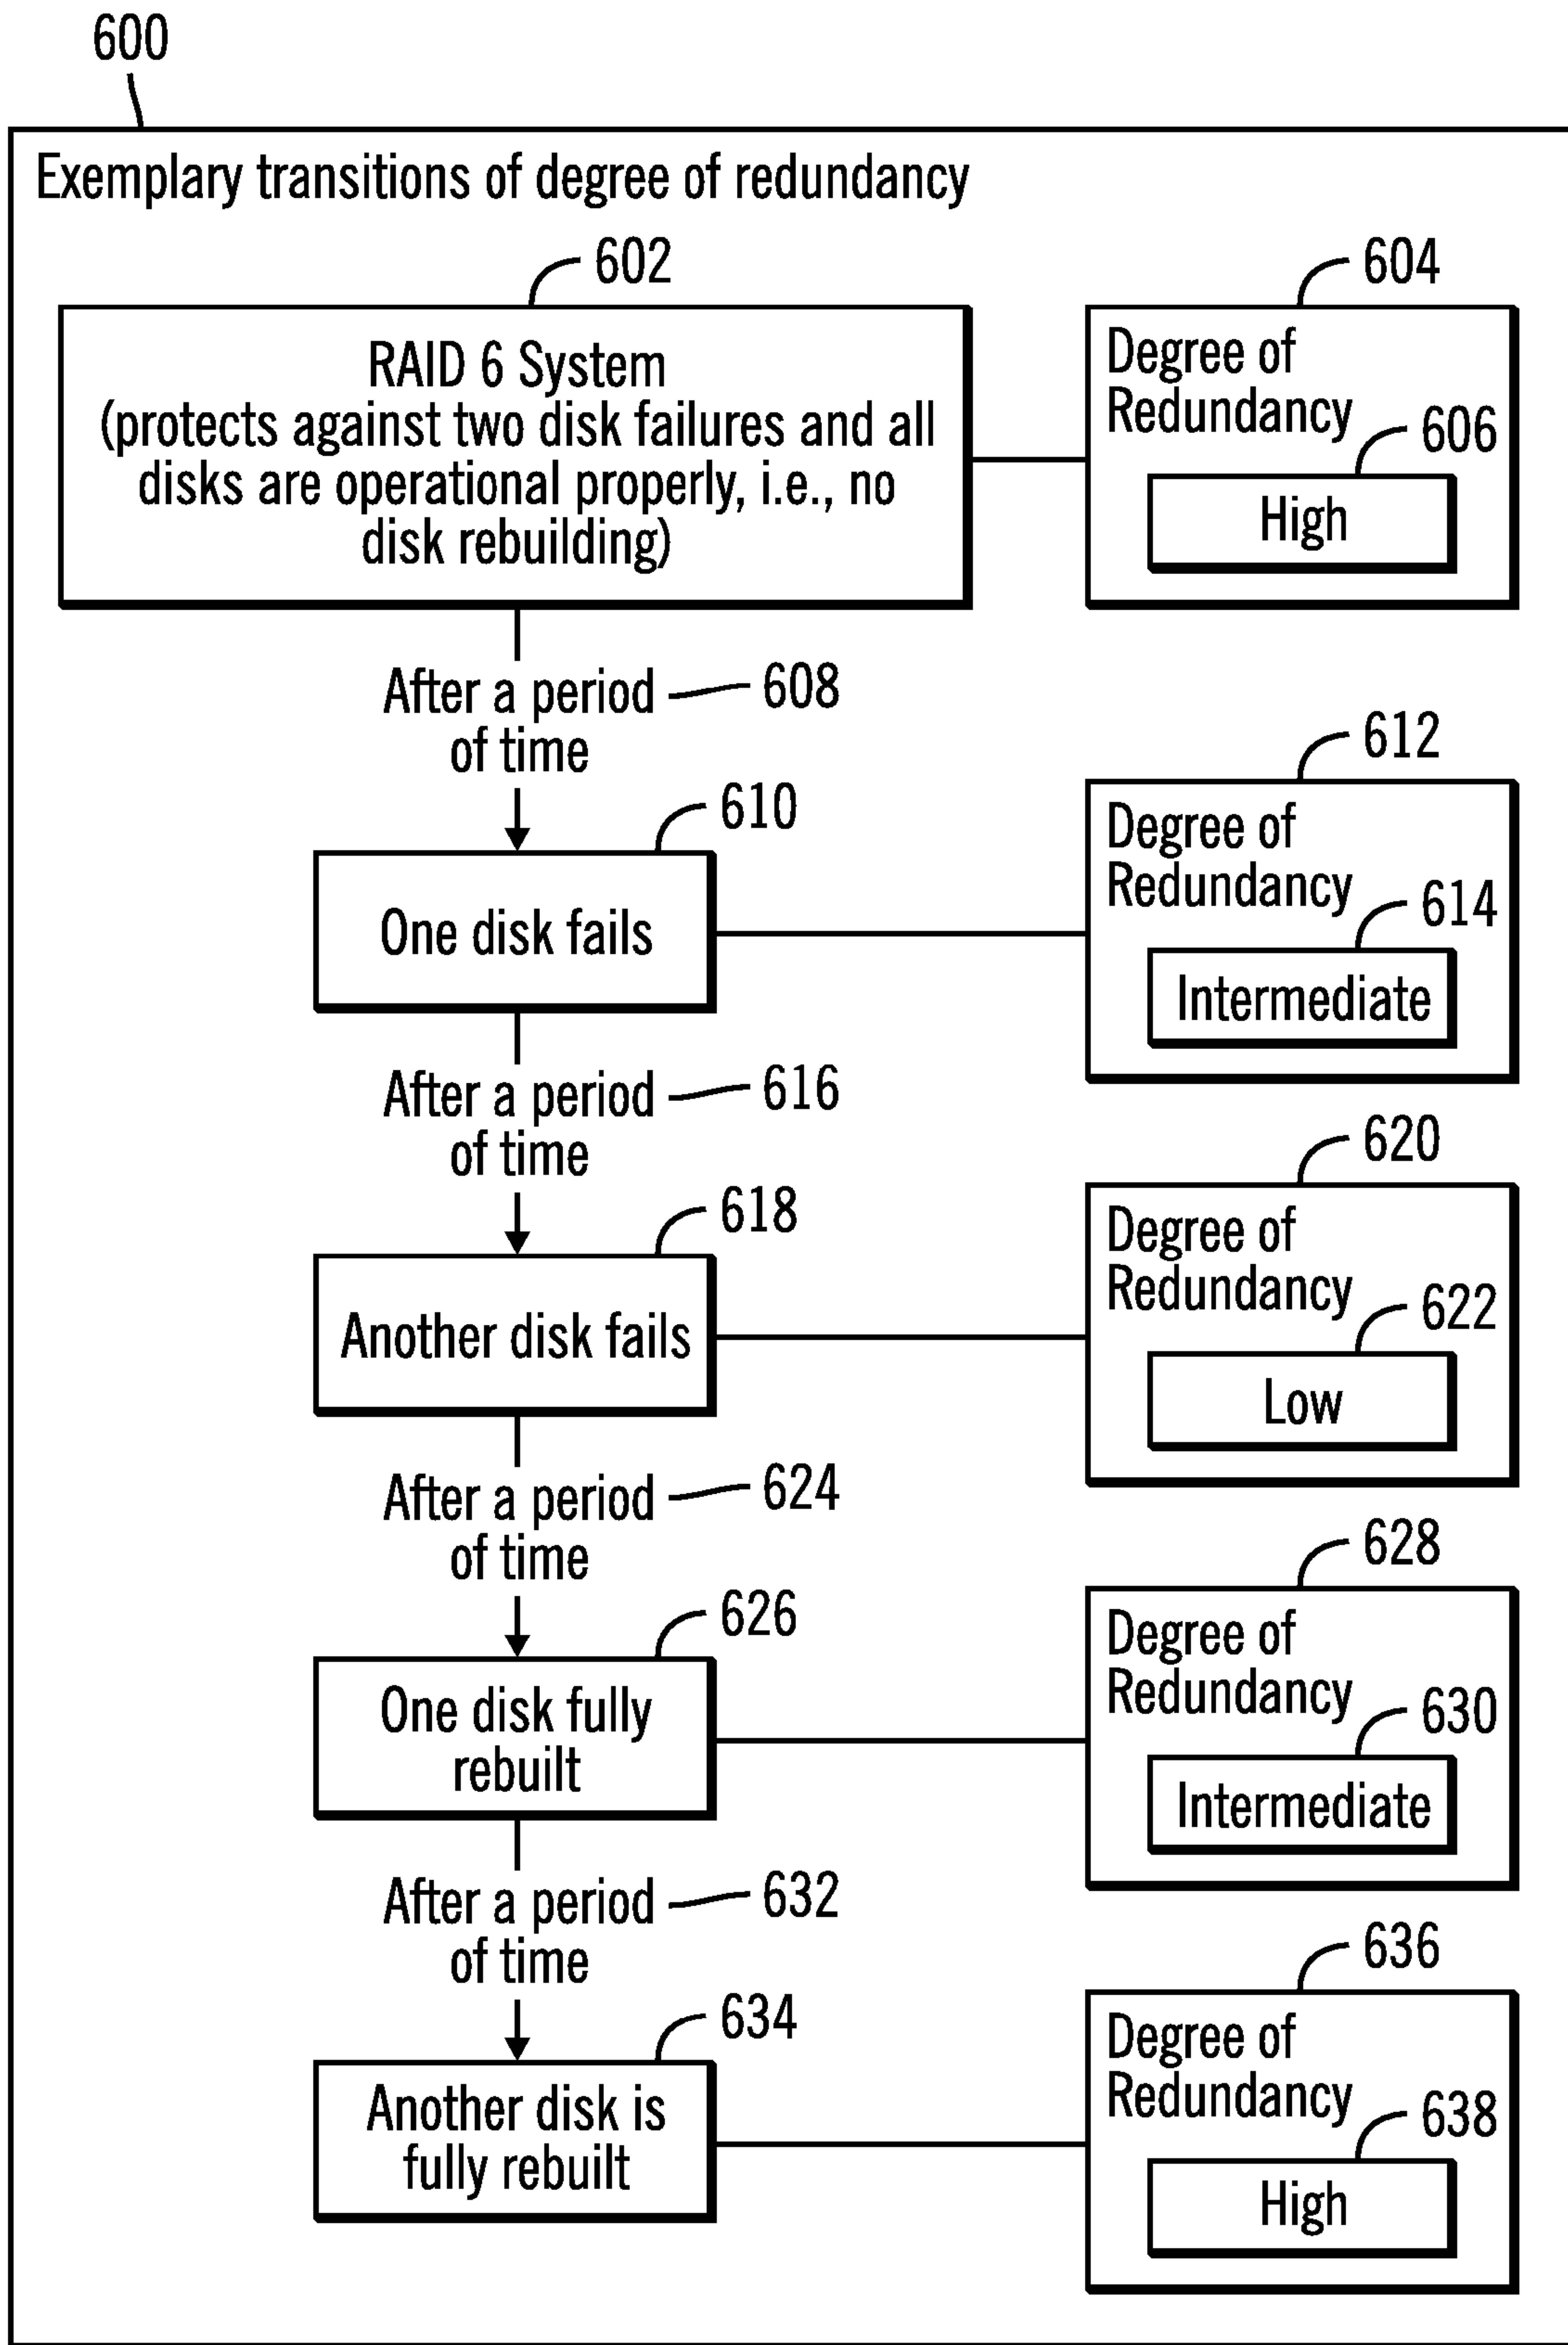 600
Exemplary transitions of degree of redundancy
602
RAID 6 System
(protects against two disk failures and all
disks are operational properly, i.e., no
disk rebuilding)
604
Degree of
Redundancy
606
High
After a period
of time
608
610
One disk fails
612
Degree of
Redundancy
614
Intermediate
After a period
of time
616
618
Another disk fails
620
Degree of
Redundancy
622
Low
After a period
of time
624
626
One disk fully
rebuilt
628
Degree of
Redundancy
630
Intermediate
After a period
of time
632
634
Another disk is
fully rebuilt
636
Degree of
Redundancy
638
High